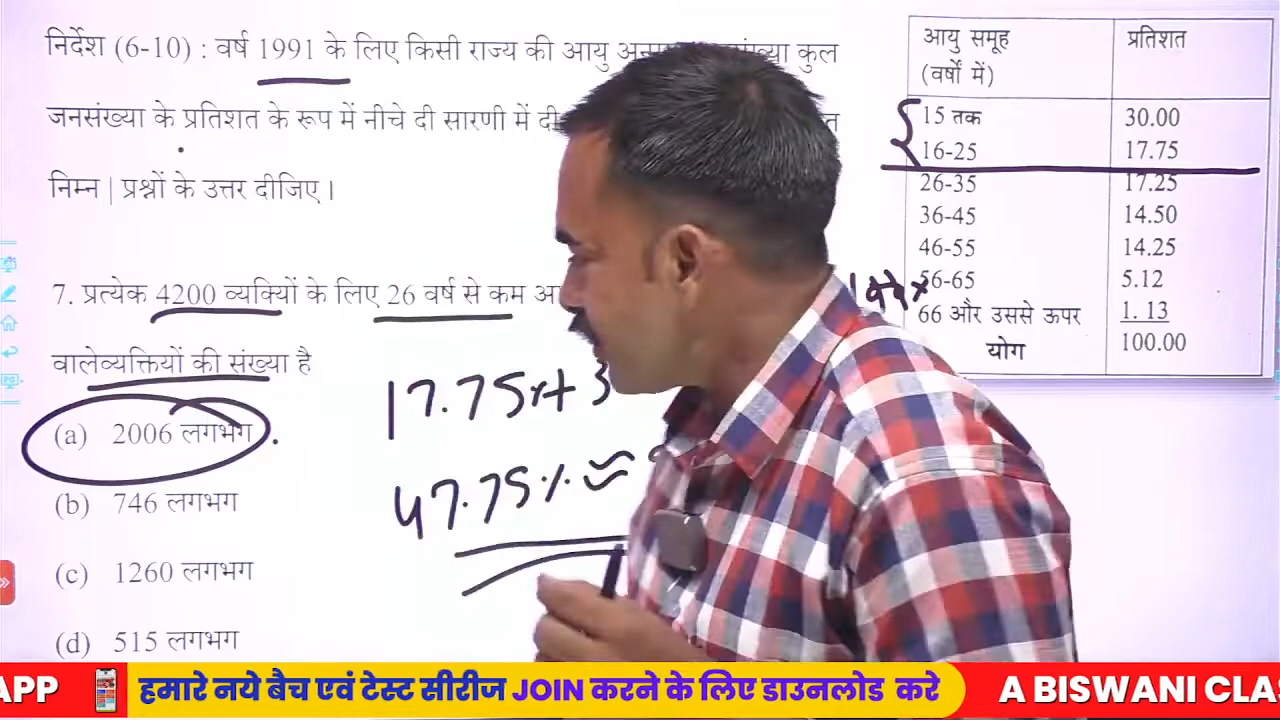 निर्देश (6-10) : वर्ष 1991 के लिए किसी राज्य की आयु कुल
जनसंख्या के प्रतिशत के रूप में नीचे दी सारणी में दी
निम्न | प्रश्नों के उत्तर दीजिए ।
7. प्रत्येक 4200 व्यक्यिों के लिए 26 वर्ष से कम
वालेव्यक्तियों की संख्या है
(a) 2006 लगभग
(b) 746 लगभग
(c) 1260 लगभग
(d) 515 लगभग
47.75% ≈
आयु समूह (वर्षों में) प्रतिशत
15 तक 30.00
16-25 17.75
26-35 17.25
36-45 14.50
46-55 14.25
56-65 5.12
66 और उससे ऊपर 1. 13
योग 100.00
APP
हमारे नये बैच एवं टेस्ट सीरीज JOIN करने के लिए डाउनलोड करे
A BISWANI CLAS